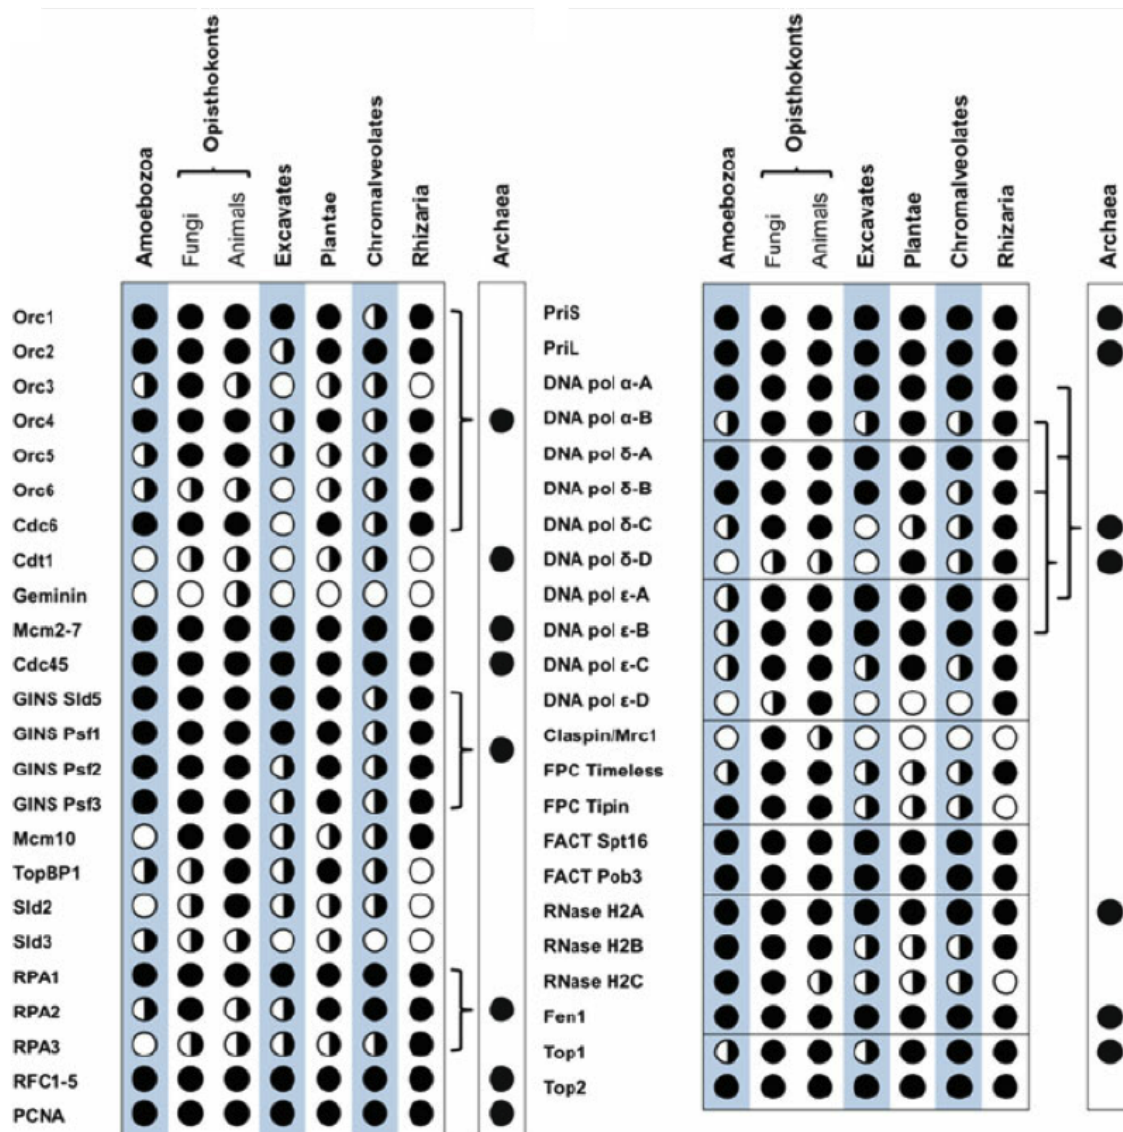 Opisthokonts
Amoebozoa
Fungi
Animals
Excavates
Plantae
Chromalveolates
Rhizaria
Archaea
Orc1
Orc2
Orc3
Orc4
Orc5
Orc6
Cdc6
Cdt1
Geminin
Mcm2-7
Cdc45
GINS Sld5
GINS Psf1
GINS Psf2
GINS Psf3
Mcm10
TopBP1
Sld2
Sld3
RPA1
RPA2
RPA3
RFC1-5
PCNA
Opisthokonts
Amoebozoa
Fungi
Animals
Excavates
Plantae
Chromalveolates
Rhizaria
Archaea
PriS
PriL
DNA pol α-A
DNA pol α-B
DNA pol δ-A
DNA pol δ-B
DNA pol δ-C
DNA pol δ-D
DNA pol ε-A
DNA pol ε-B
DNA pol ε-C
DNA pol ε-D
Claspin/Mrc1
FPC Timeless
FPC Tipin
FACT Spt16
FACT Pob3
RNase H2A
RNase H2B
RNase H2C
Fen1
Top1
Top2